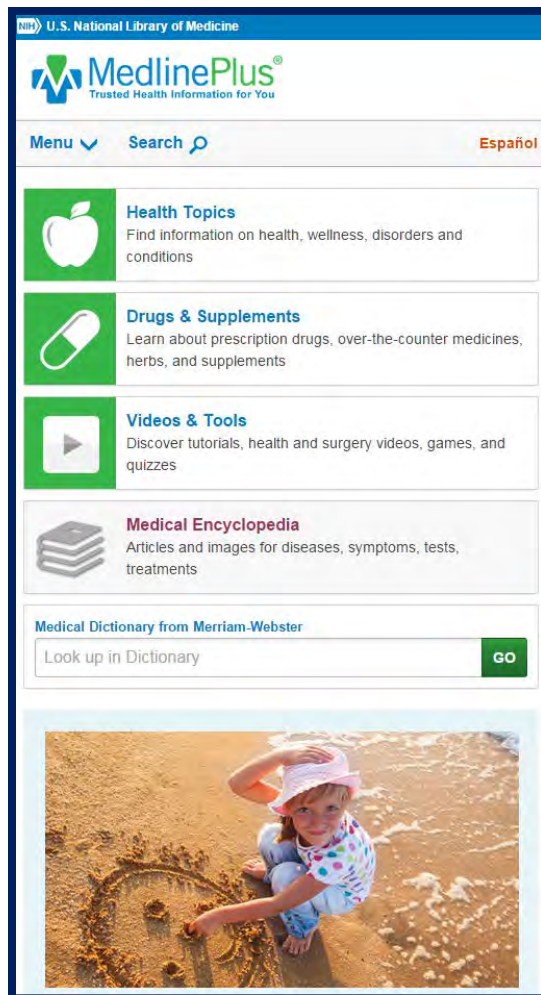 NIH U.S. National Library of Medicine
MedlinePlus®
Trusted Health Information for You
Menu Search Español
Health Topics
Find information on health, wellness, disorders and
conditions
Drugs & Supplements
Learn about prescription drugs, over-the-counter medicines,
herbs, and supplements
Videos & Tools
Discover tutorials, health and surgery videos, games, and
quizzes
Medical Encyclopedia
Articles and images for diseases, symptoms, tests,
treatments
Medical Dictionary from Merriam-Webster
Look up in Dictionary GO